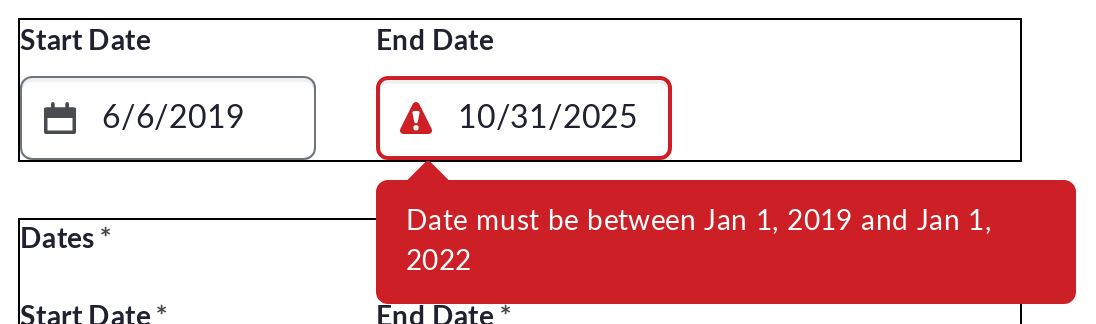 Start Date End Date
6/6/2019 10/31/2025
Date must be between Jan 1, 2019 and Jan 1,
2022
Dates *
Start Date * End Date *